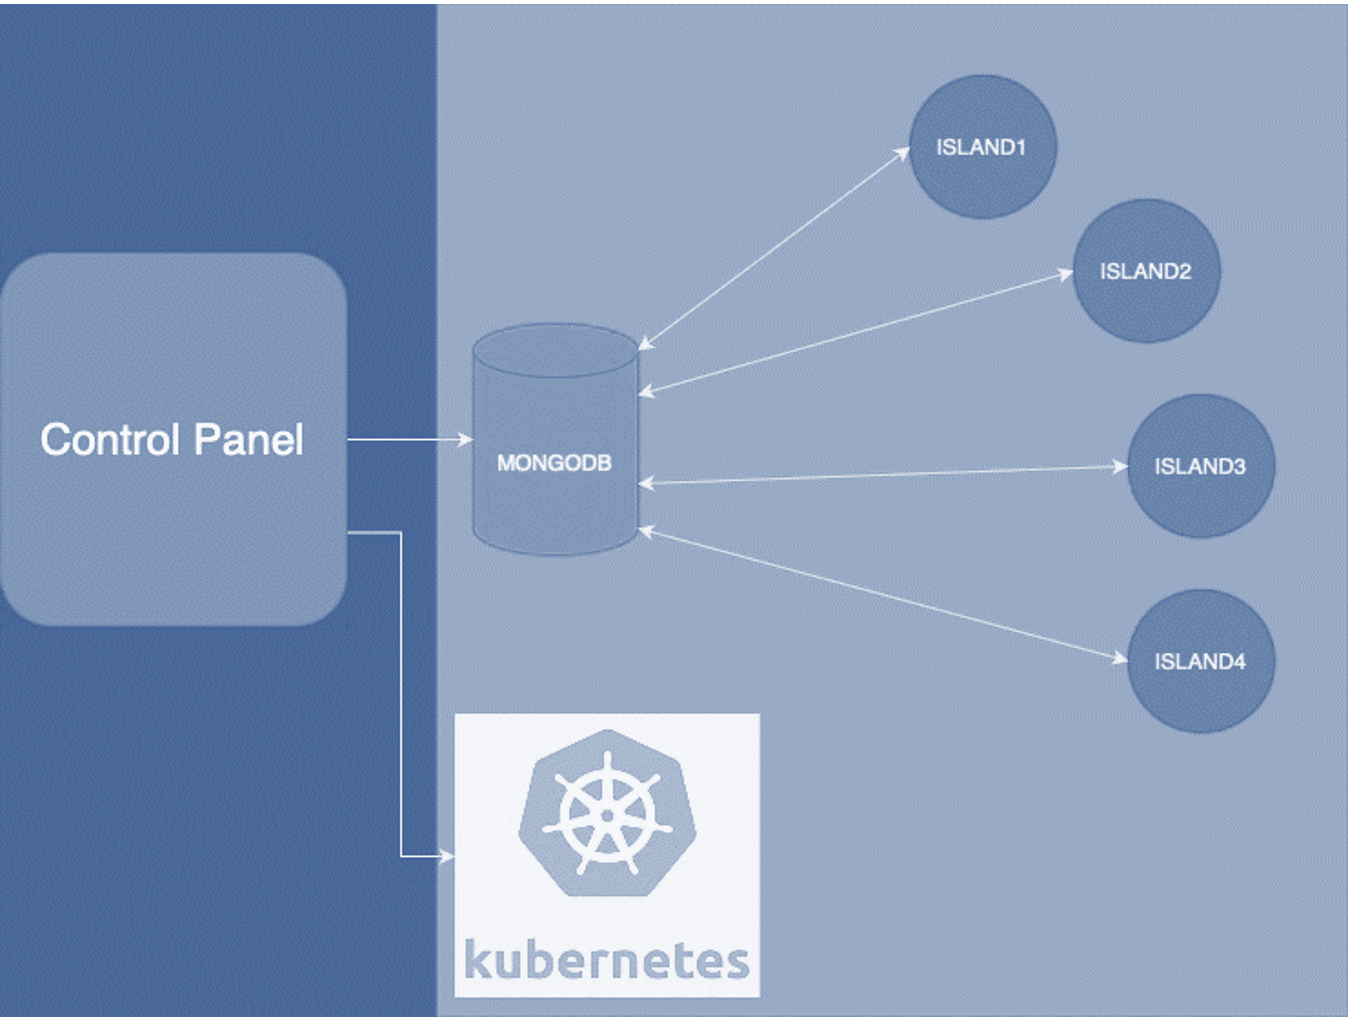 ISLAND1
ISLAND2
Control Panel
MONGODB
ISLAND3
ISLAND4
kubernetes